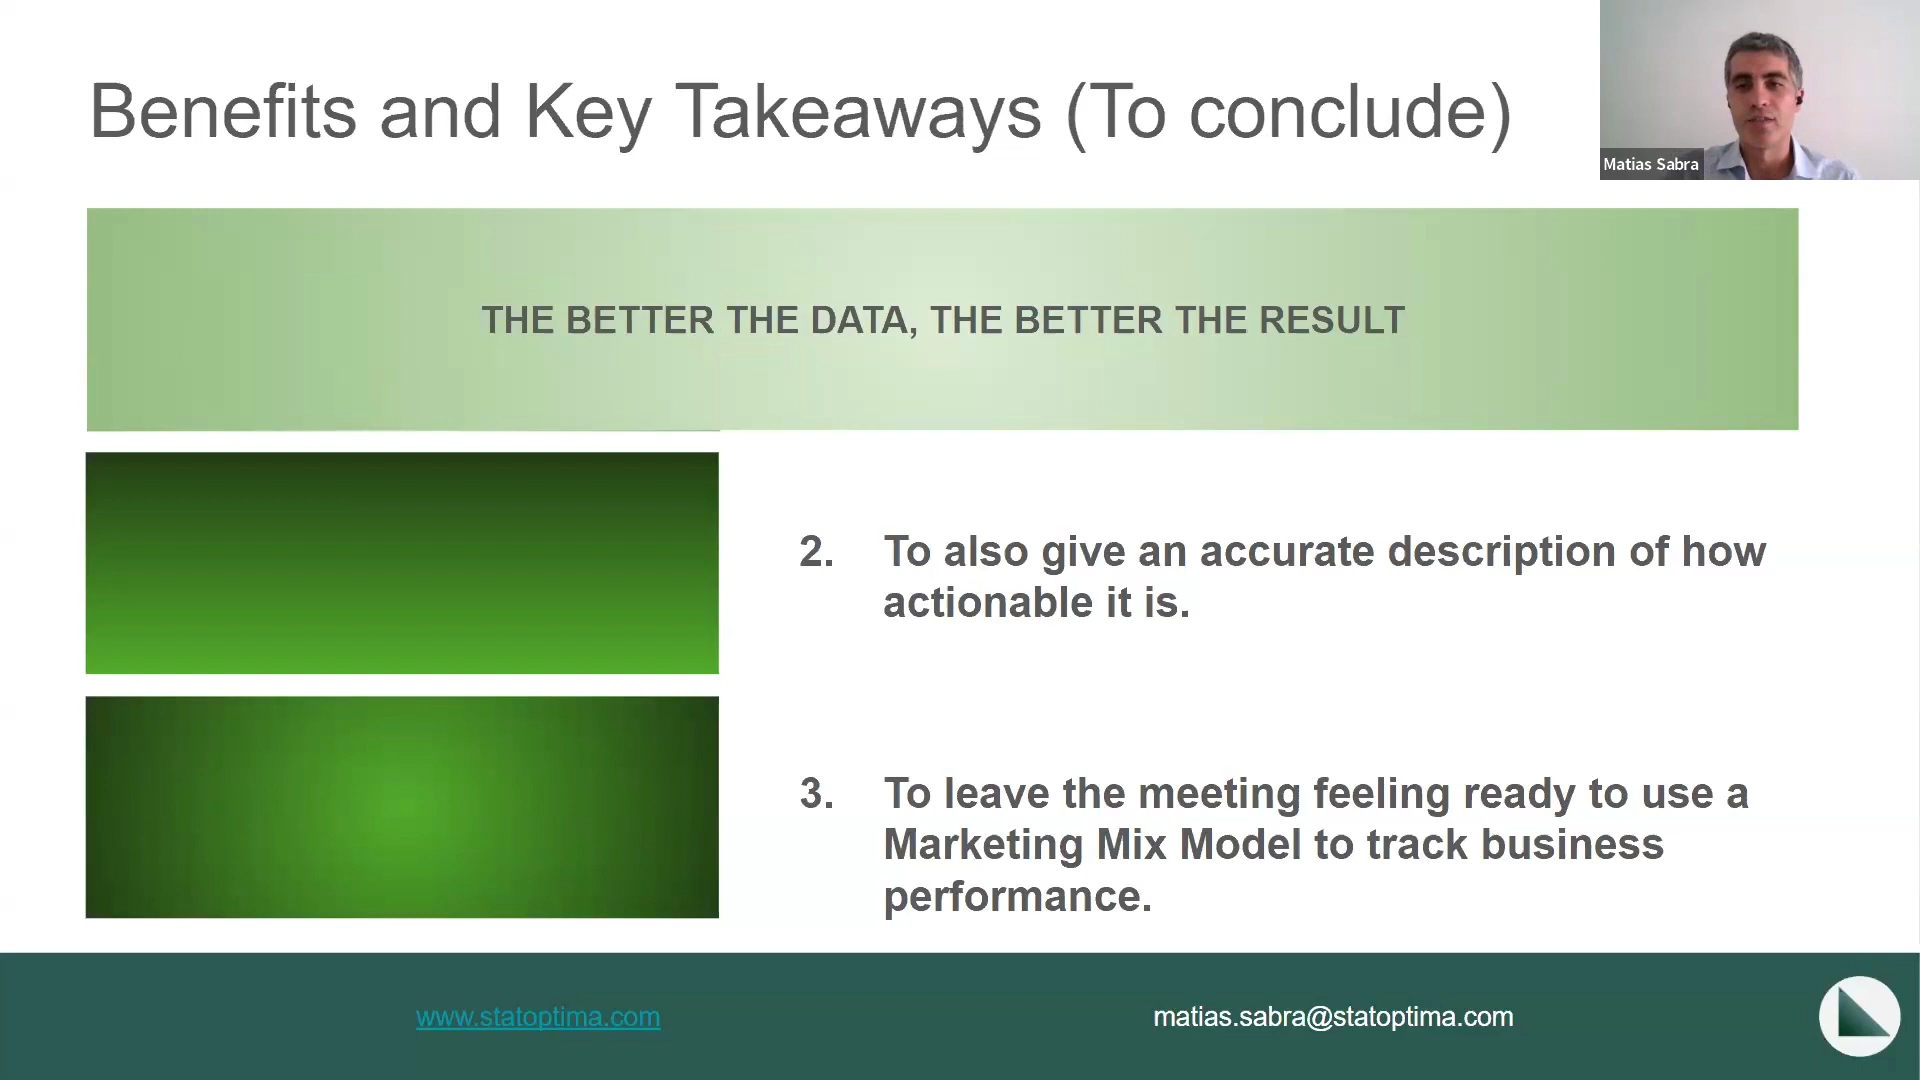 Benefits and Key Takeaways (To conclude)
Matias Sabra
THE BETTER THE DATA, THE BETTER THE RESULT
2. To also give an accurate description of how
actionable it is.
3. To leave the meeting feeling ready to use a
Marketing Mix Model to track business
performance.
www.statoptima.com
matias.sabra@statoptima.com